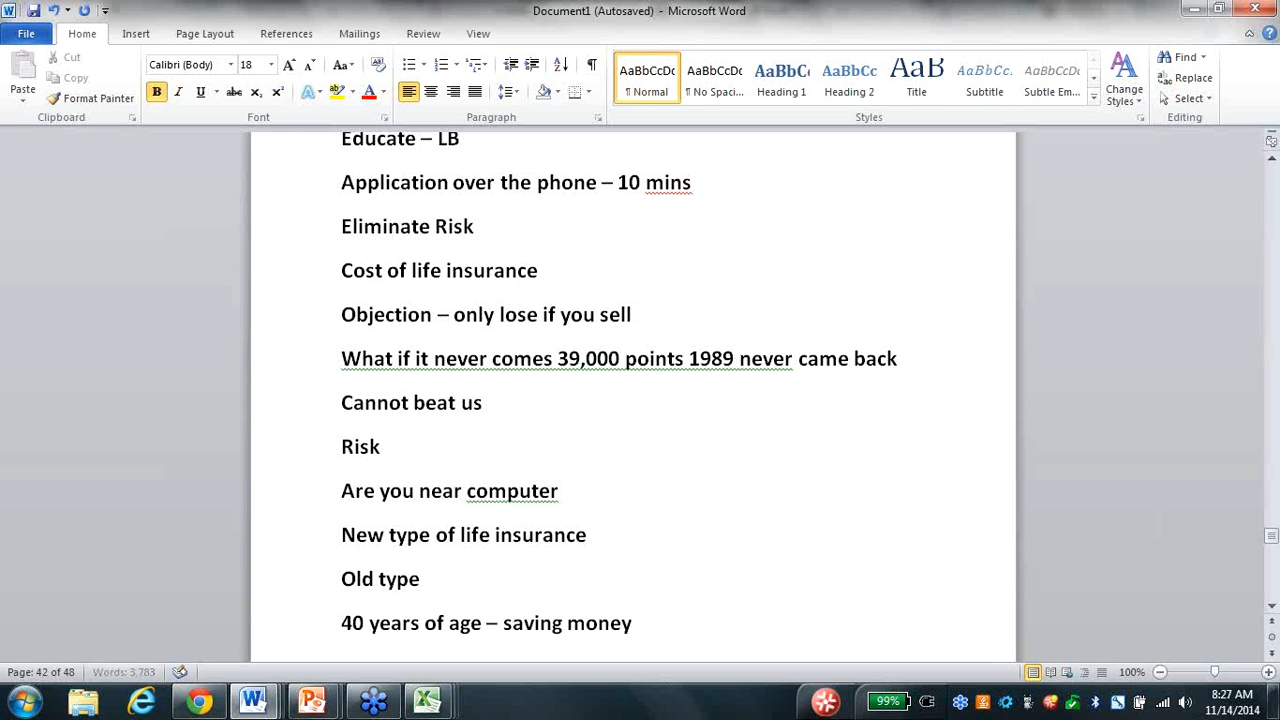 Document1 (Autosaved) - Microsoft Word
File Home Insert Page Layout References Mailings Review View
Cut
Copy
Format Painter
Paste
Clipboard
Calibri (Body) 18
B I U abc
Font
Paragraph
AaBbCcDc AaBbCcDc AaBbC AaBbCc AaB AaBbCc. AaBbCcDc
¶ Normal ¶ No Spaci... Heading 1 Heading 2 Title Subtitle Subtle Em...
Change Styles
Styles
Find
Replace
Select
Editing
Educate – LB
Application over the phone – 10 mins
Eliminate Risk
Cost of life insurance
Objection – only lose if you sell
What if it never comes 39,000 points 1989 never came back
Cannot beat us
Risk
Are you near computer
New type of life insurance
Old type
40 years of age – saving money
Page: 42 of 48 Words: 3,783 100%
99%
8:27 AM
11/14/2014